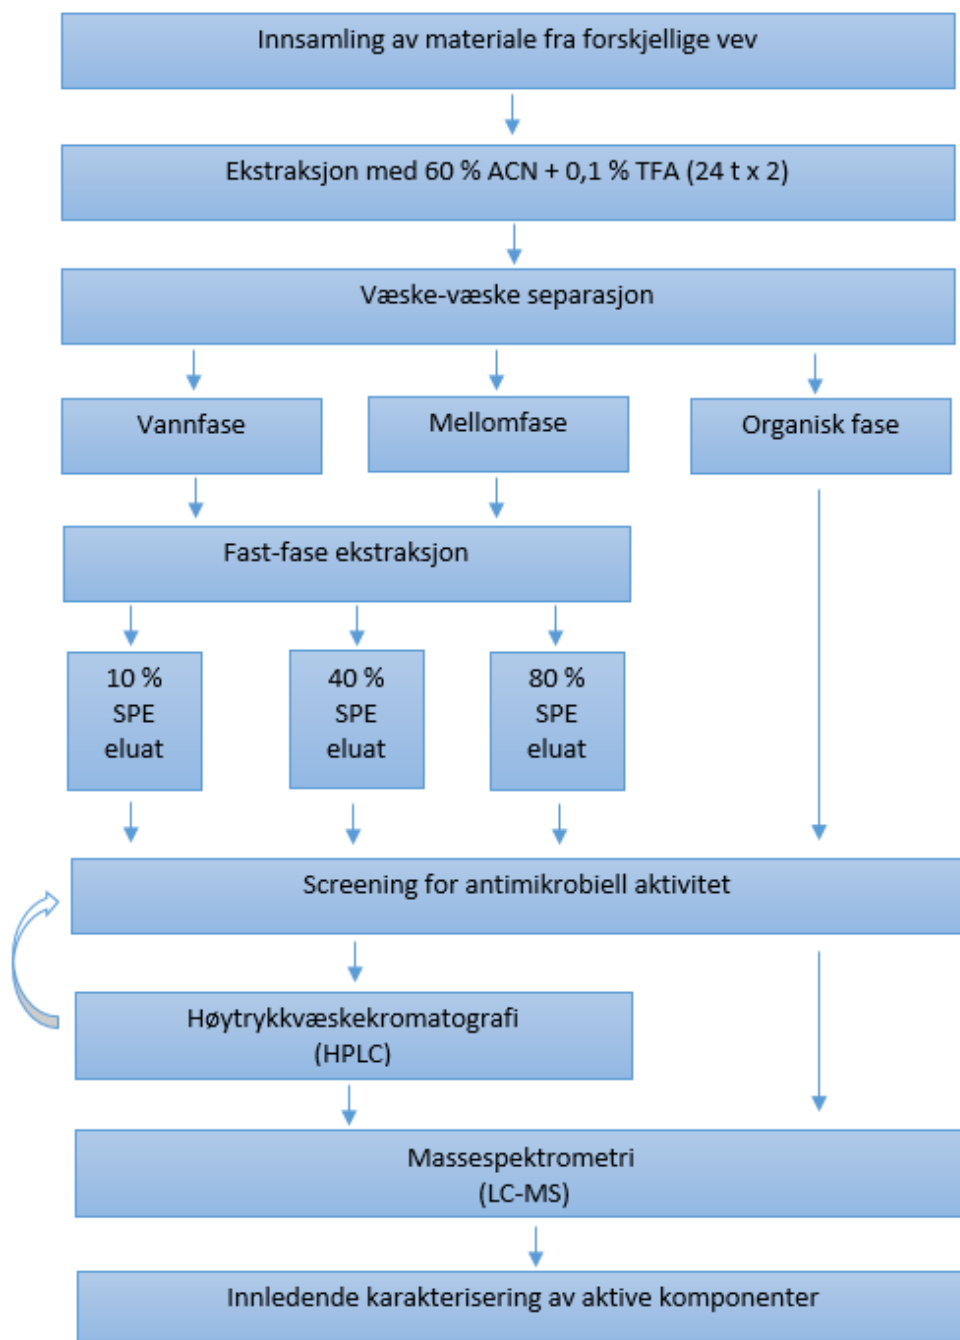 Innsamling av materiale fra forskjellige vev
Ekstraksjon med 60 % ACN + 0,1 % TFA (24 t x 2)
Væske-væske separasjon
Vannfase
Mellomfase
Organisk fase
Fast-fase ekstraksjon
10 %
SPE
eluat
40 %
SPE
eluat
80 %
SPE
eluat
Screening for antimikrobiell aktivitet
Høytrykkvæskekromatografi
(HPLC)
Massespektrometri
(LC-MS)
Innledende karakterisering av aktive komponenter